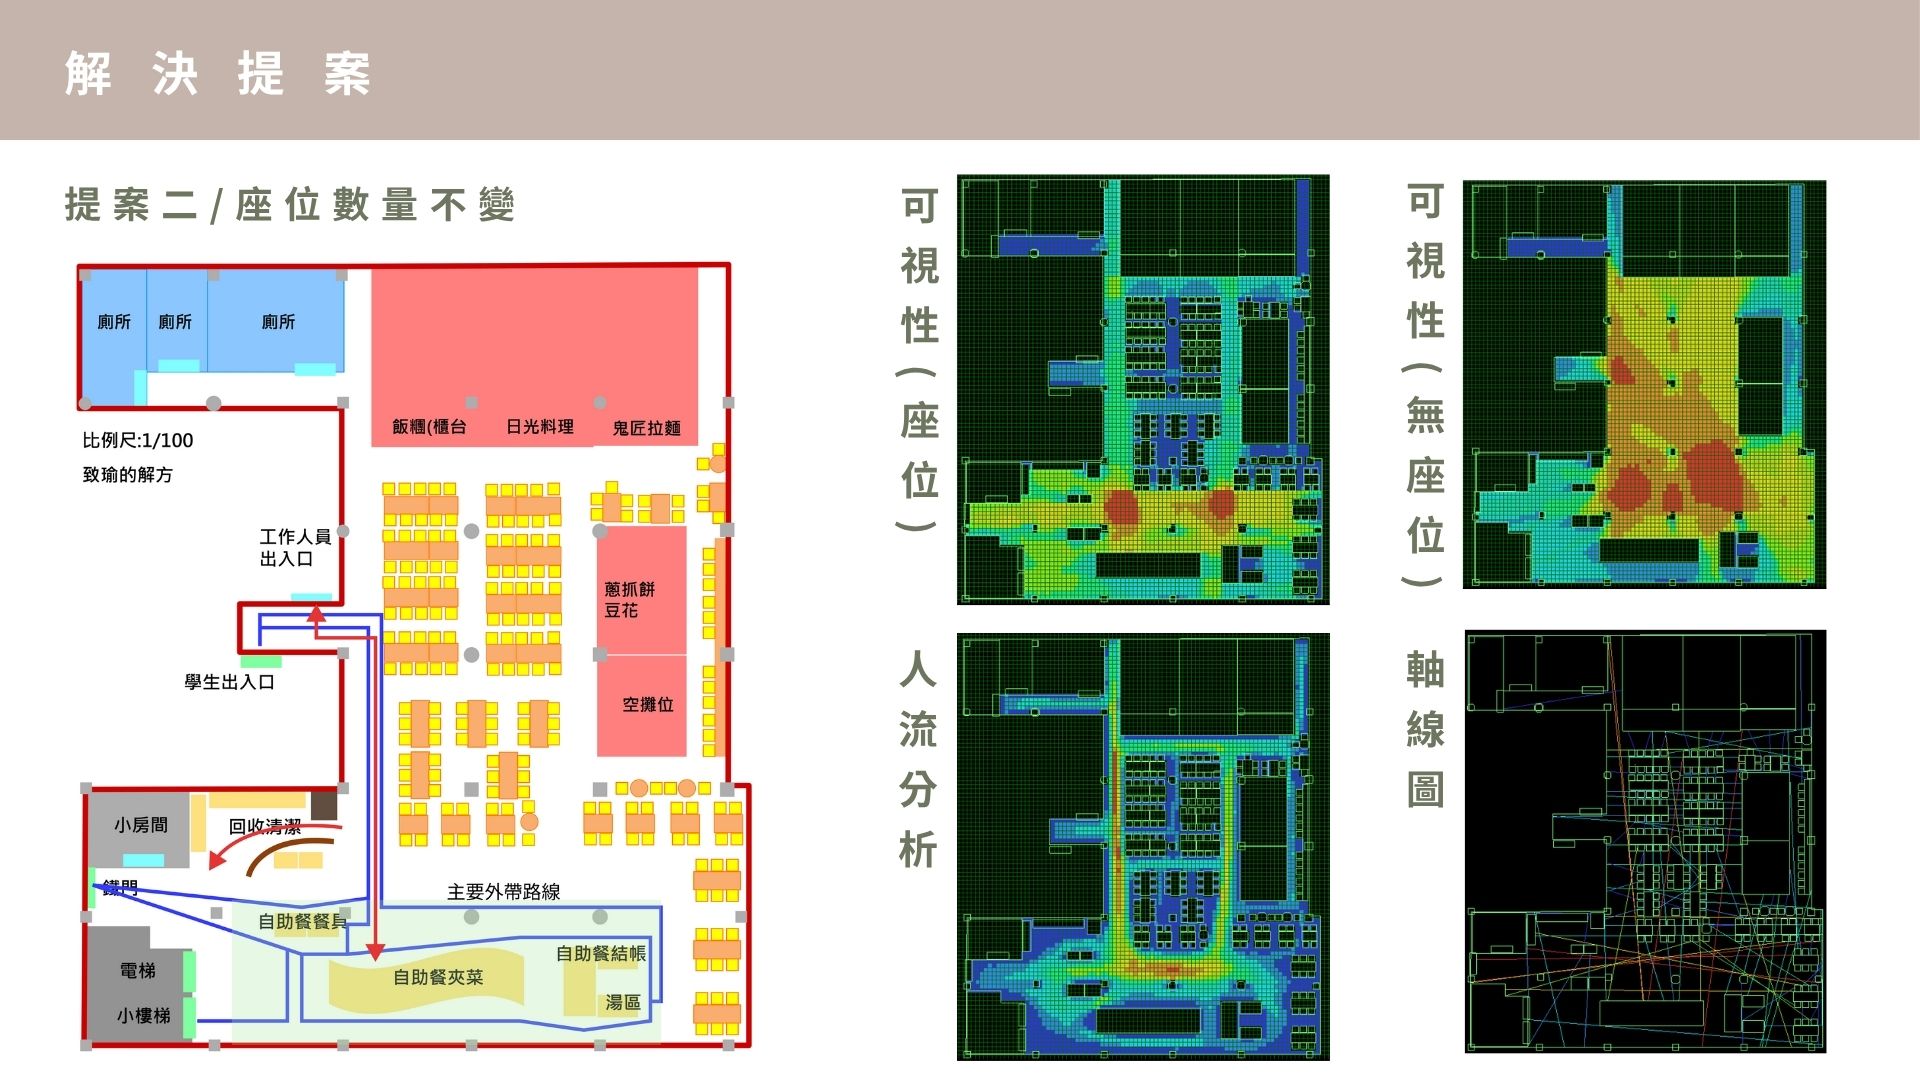 解決提案
提案二/座位數量不變
廁所
廁所
廁所
飯糰(櫃台
日光料理
鬼匠拉麵
比例尺:1/100
致瑜的解方
工作人員
出入口
蔥抓餅
豆花
學生出入口
空攤位
小房間
回收清潔
鐵門
主要外帶路線
自助餐餐具
自助餐結帳
電梯
自助餐夾菜
小樓梯
湯區
可視性(座位)
可視性(無座位)
人流分析
軸線圖